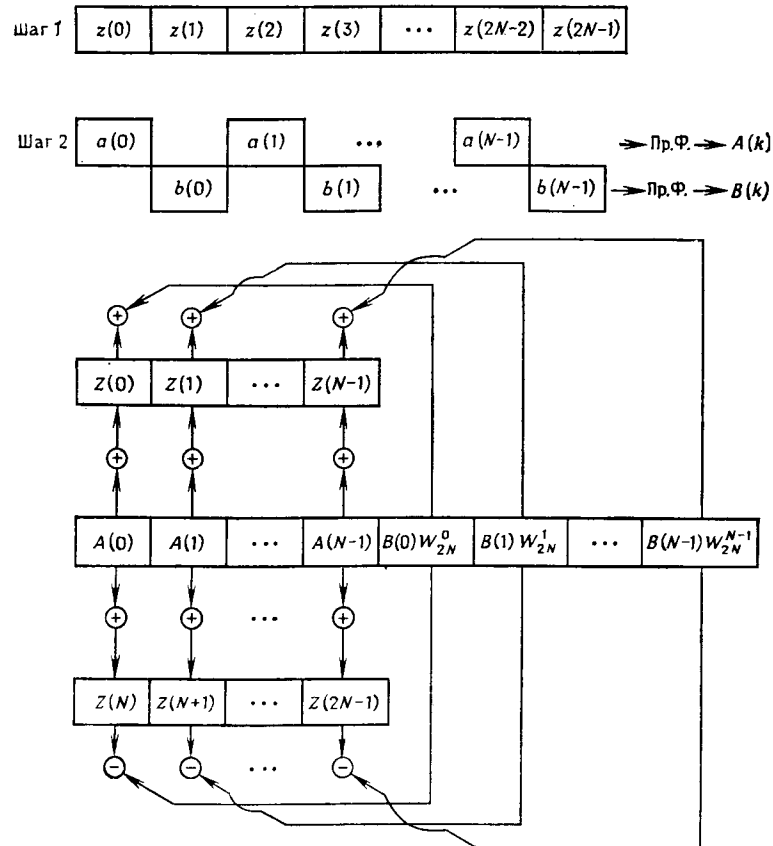 Шаг 1 z(0) z(1) z(2) z(3) ... z(2N-2) z(2N-1)
Шаг 2 a(0) a(1) ... a(N-1) → Пр.Ф. → A(k)
b(0) b(1) ... b(N-1) → Пр.Ф. → B(k)
+ + +
Z(0) Z(1) ... Z(N-1)
+ + +
A(0) A(1) ... A(N-1) B(0)W_{2N}^{0} B(1)W_{2N}^{1} ... B(N-1)W_{2N}^{N-1}
+ + ... +
Z(N) Z(N+1) ... Z(2N-1)
- - ... -